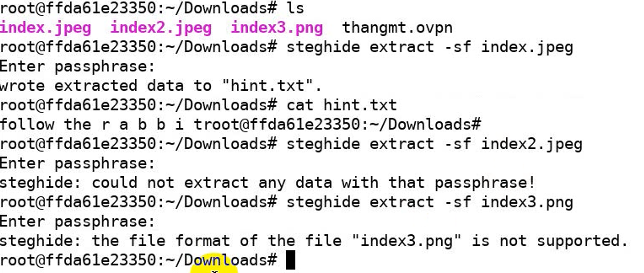 root@ffda61e23350:~/Downloads# ls
index.jpeg  index2.jpeg  index3.png  thangmt.ovpn
root@ffda61e23350:~/Downloads# steghide extract -sf index.jpeg
Enter passphrase:
wrote extracted data to "hint.txt".
root@ffda61e23350:~/Downloads# cat hint.txt
follow the r a b b i troot@ffda61e23350:~/Downloads#
root@ffda61e23350:~/Downloads# steghide extract -sf index2.jpeg
Enter passphrase:
steghide: could not extract any data with that passphrase!
root@ffda61e23350:~/Downloads# steghide extract -sf index3.png
Enter passphrase:
steghide: the file format of the file "index3.png" is not supported.
root@ffda61e23350:~/Downloads#